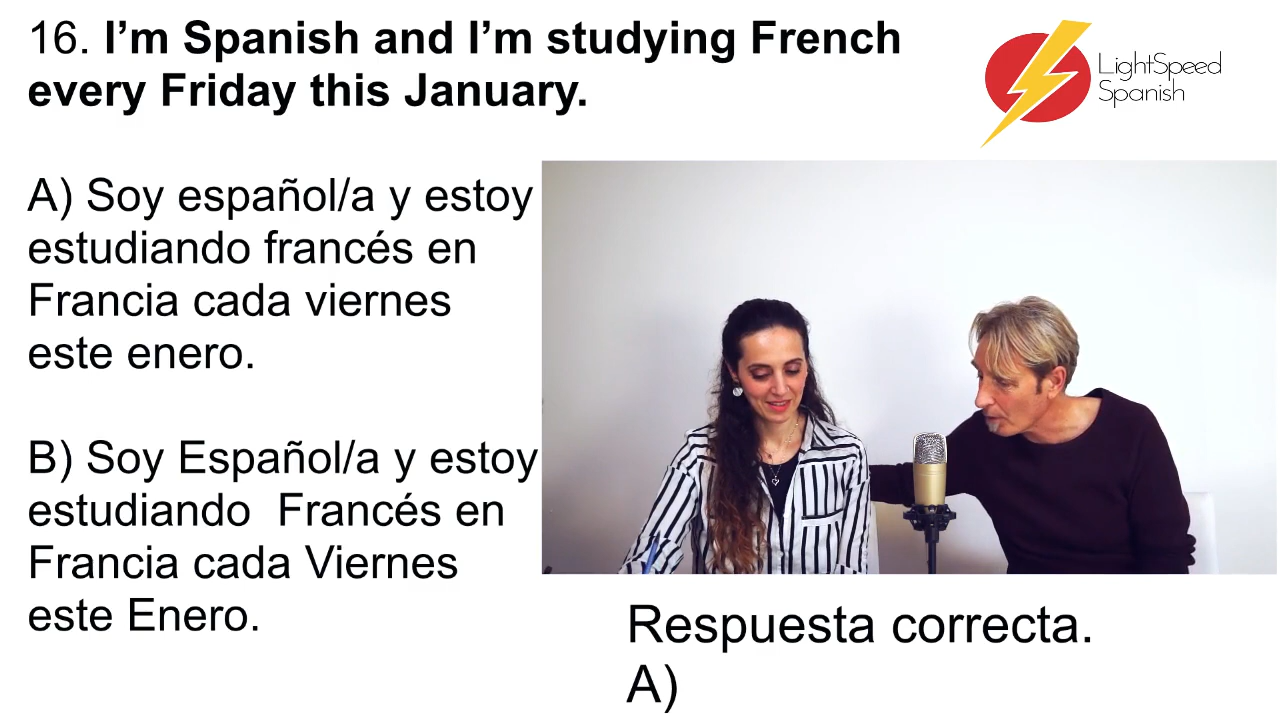 16. I’m Spanish and I’m studying French
every Friday this January.
LightSpeed
Spanish
A) Soy español/a y estoy
estudiando francés en
Francia cada viernes
este enero.
B) Soy Español/a y estoy
estudiando  Francés en
Francia cada Viernes
este Enero.
Respuesta correcta.
A)